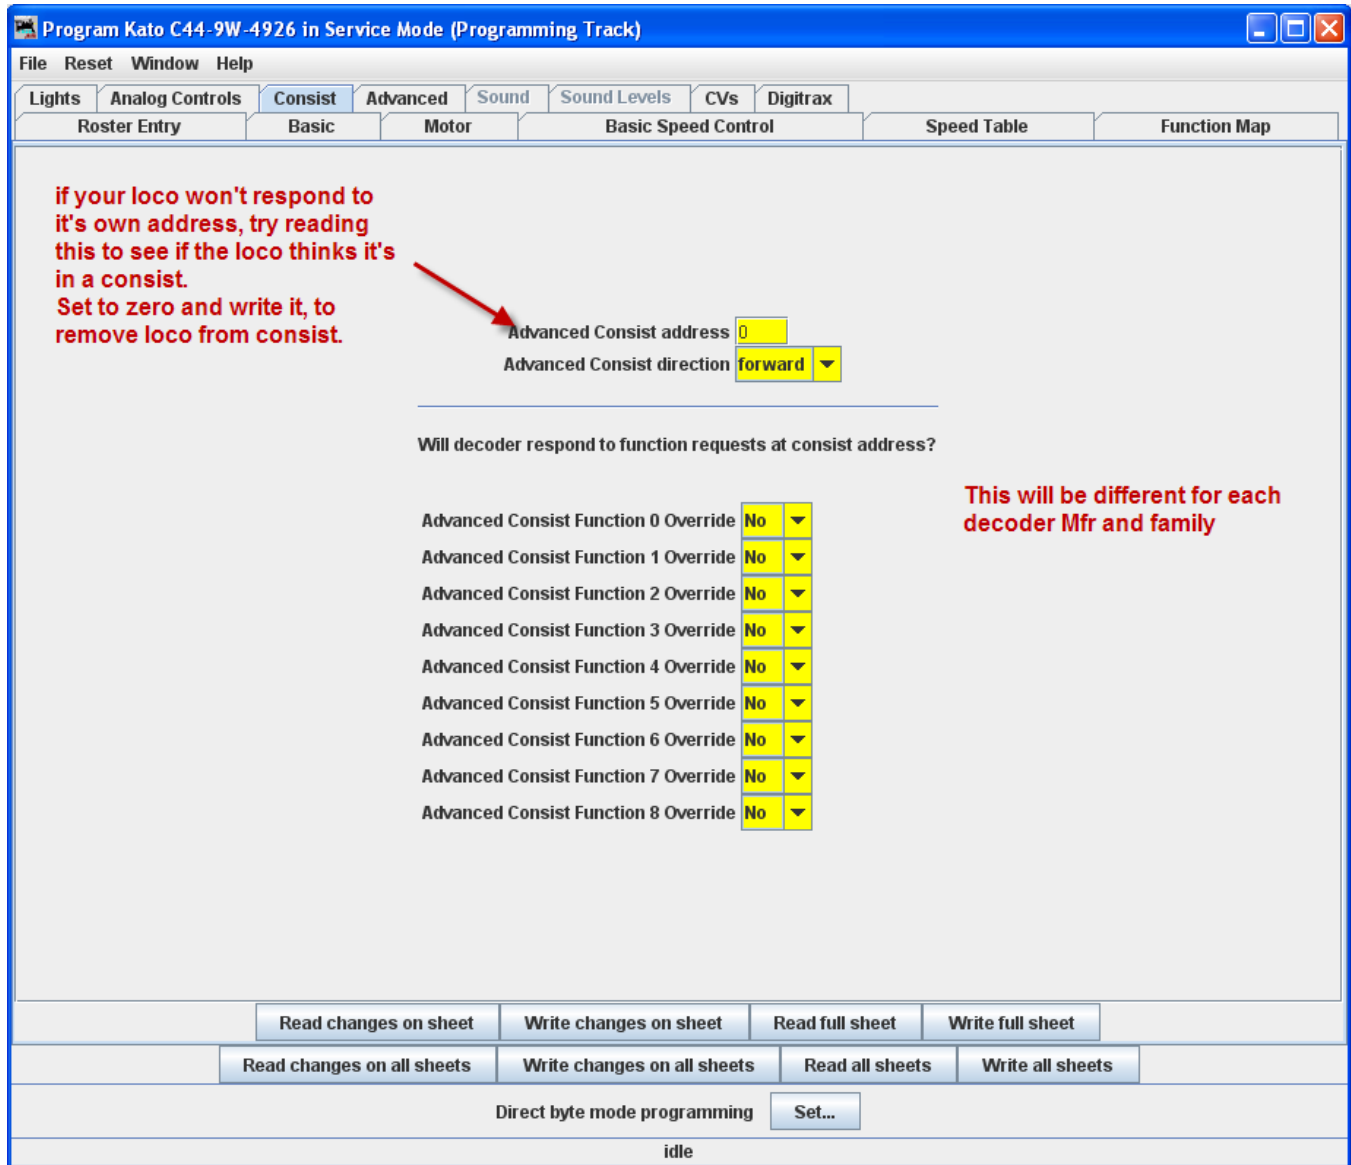 Program Kato C44-9W-4926 in Service Mode (Programming Track)
File Reset Window Help
Lights Analog Controls Consist Advanced Sound Sound Levels CVs Digitrax
Roster Entry Basic Motor Basic Speed Control Speed Table Function Map
if your loco won't respond to
it's own address, try reading
this to see if the loco thinks it's
in a consist.
Set to zero and write it, to
remove loco from consist.
Advanced Consist address 0
Advanced Consist direction forward
Will decoder respond to function requests at consist address?
This will be different for each
decoder Mfr and family
Advanced Consist Function 0 Override No
Advanced Consist Function 1 Override No
Advanced Consist Function 2 Override No
Advanced Consist Function 3 Override No
Advanced Consist Function 4 Override No
Advanced Consist Function 5 Override No
Advanced Consist Function 6 Override No
Advanced Consist Function 7 Override No
Advanced Consist Function 8 Override No
Read changes on sheet Write changes on sheet Read full sheet Write full sheet
Read changes on all sheets Write changes on all sheets Read all sheets Write all sheets
Direct byte mode programming Set...
idle